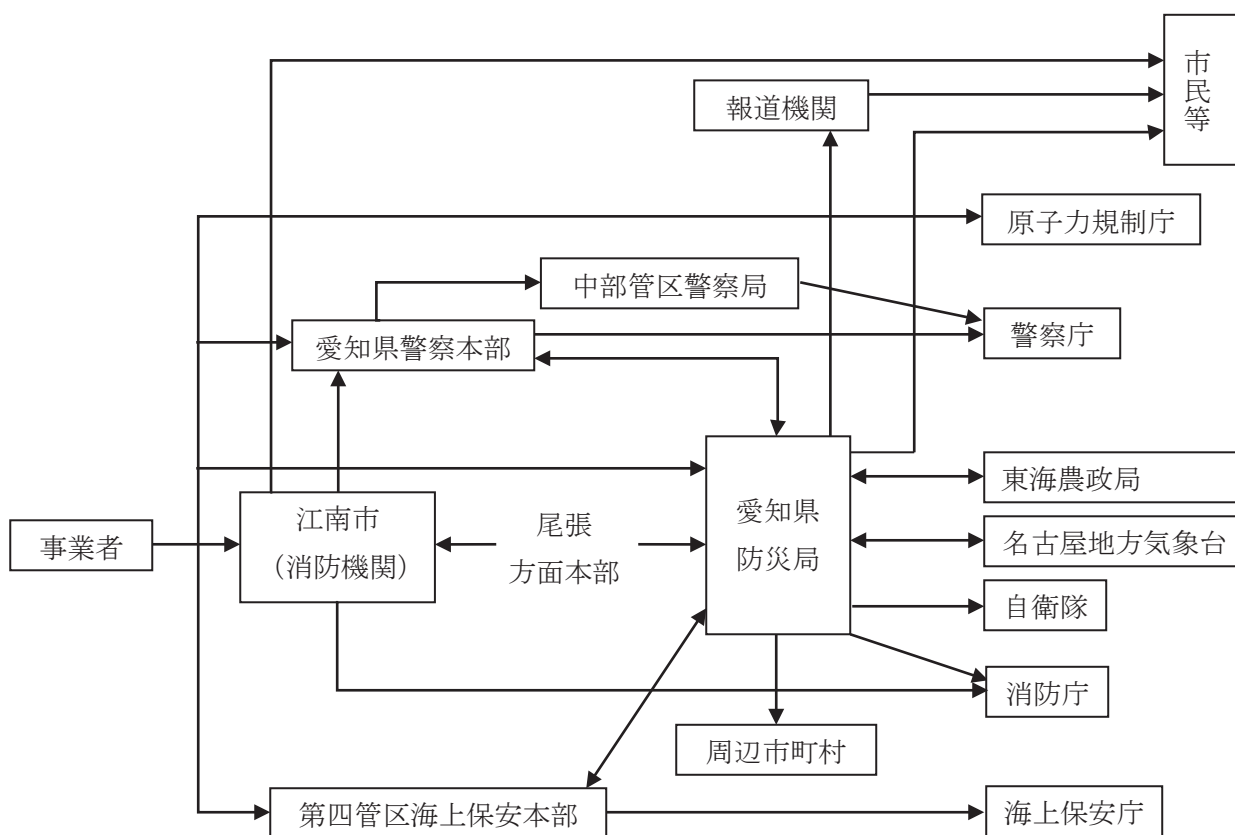 市民等
報道機関
原子力規制庁
中部管区警察局
愛知県警察本部
警察庁
東海農政局
江南市
（消防機関）
尾張
方面本部
愛知県
防災局
事業者
名古屋地方気象台
自衛隊
消防庁
周辺市町村
第四管区海上保安本部
海上保安庁